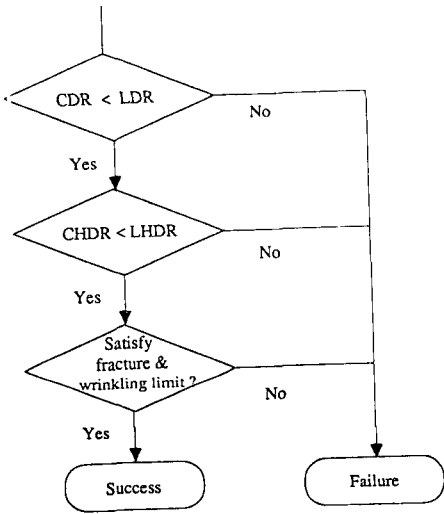 CDR < LDR
No
Yes
CHDR < LHDR
No
Yes
Satisfy
fracture &
wrinkling limit ?
No
Yes
Success
Failure